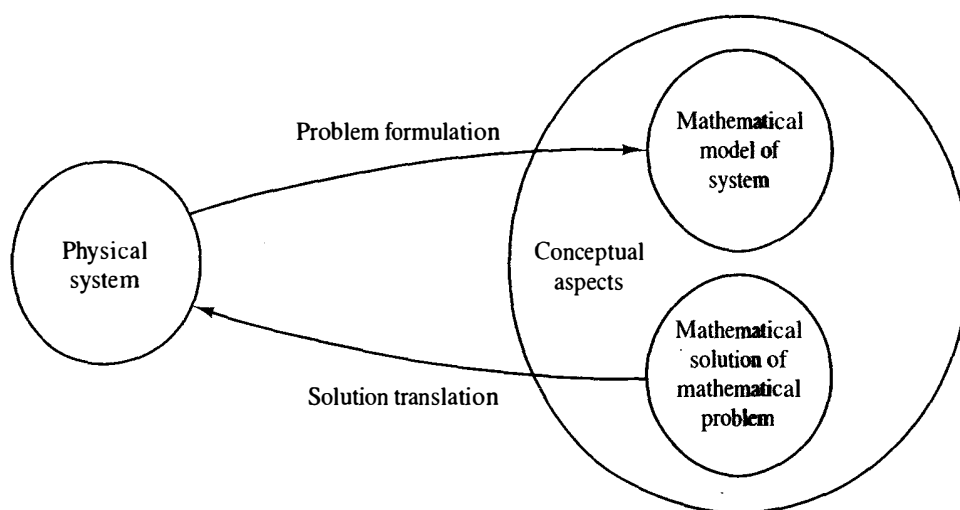 Problem formulation
Mathematical
model of
system
Physical
system
Conceptual
aspects
Mathematical
solution of
mathematical
problem
Solution translation